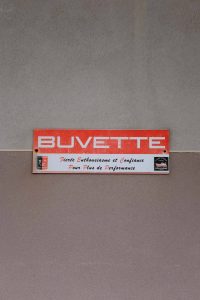 BUVETTE
Fierté Enthousiasme et Confiance
Pour Plus de Performance